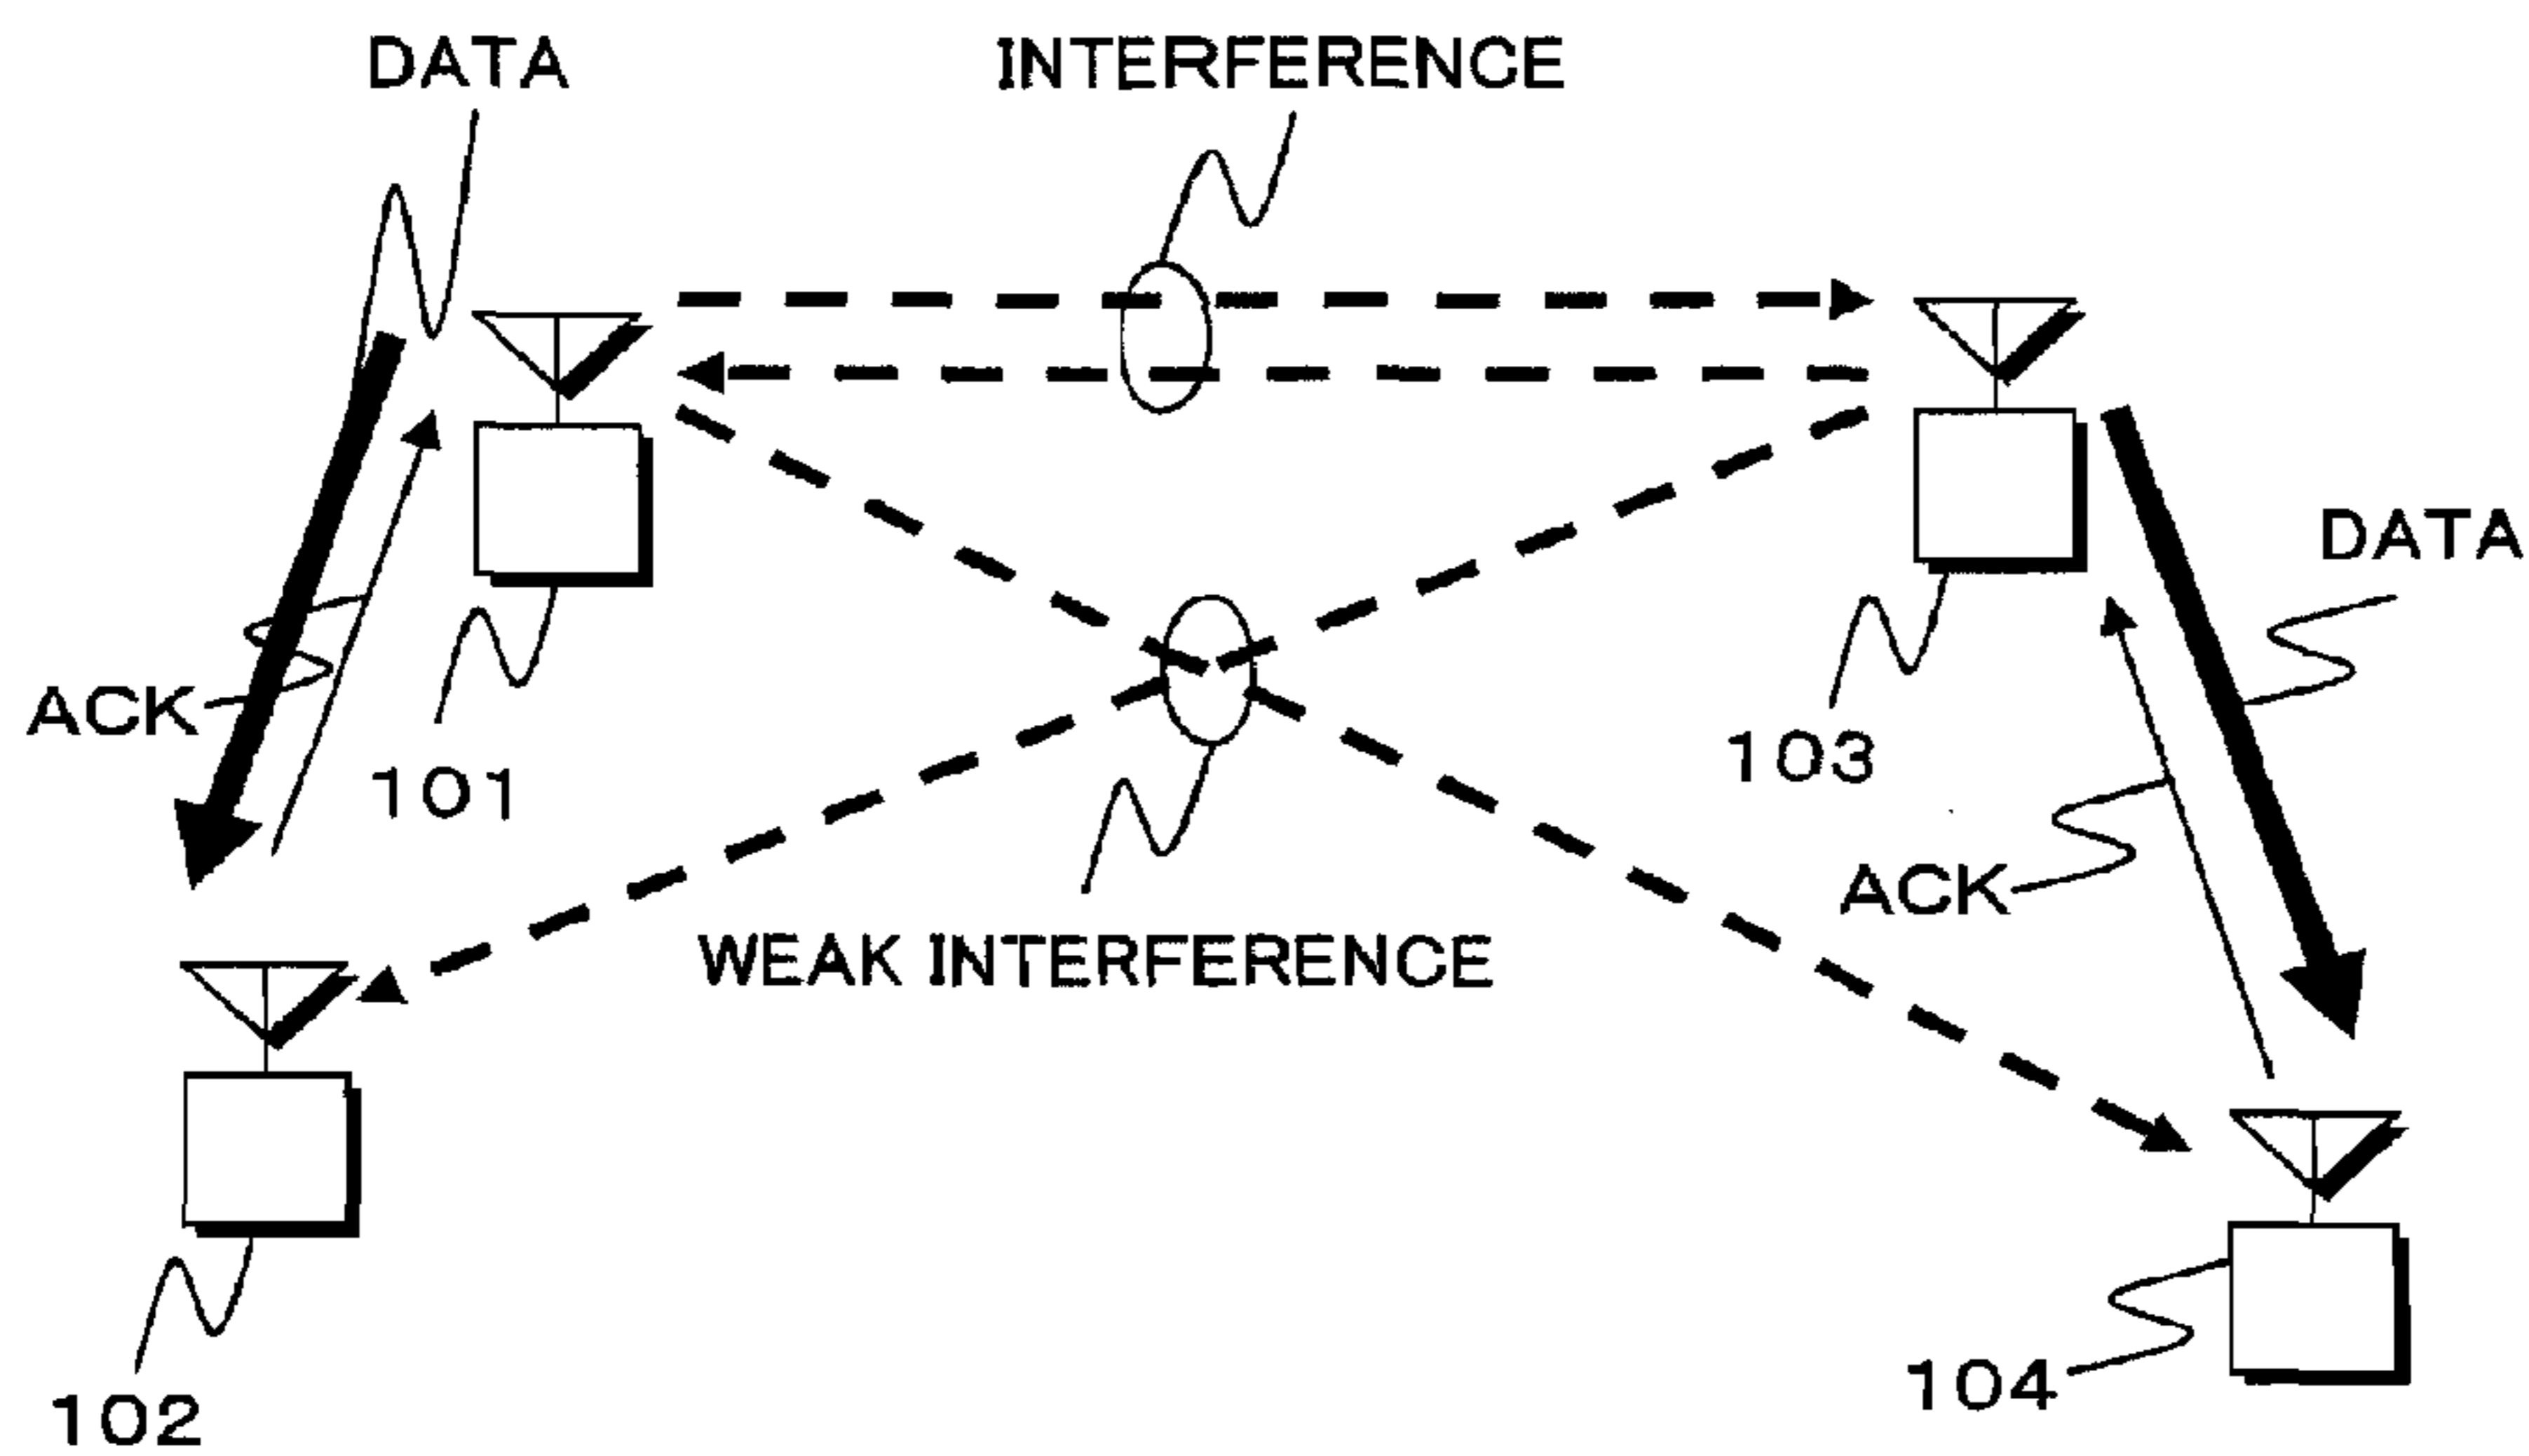 DATA
INTERFERENCE
DATA
ACK
101
103
ACK
WEAK INTERFERENCE
102
104